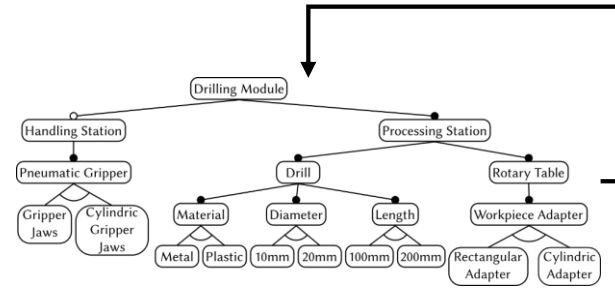 Drilling Module
Handling Station
Processing Station
Pneumatic Gripper
Drill
Rotary Table
Gripper
Jaws
Cylindric
Gripper
Jaws
Material
Diameter
Length
Workpiece Adapter
Metal
Plastic
10mm
20mm
100mm
200mm
Rectangular
Adapter
Cylindric
Adapter